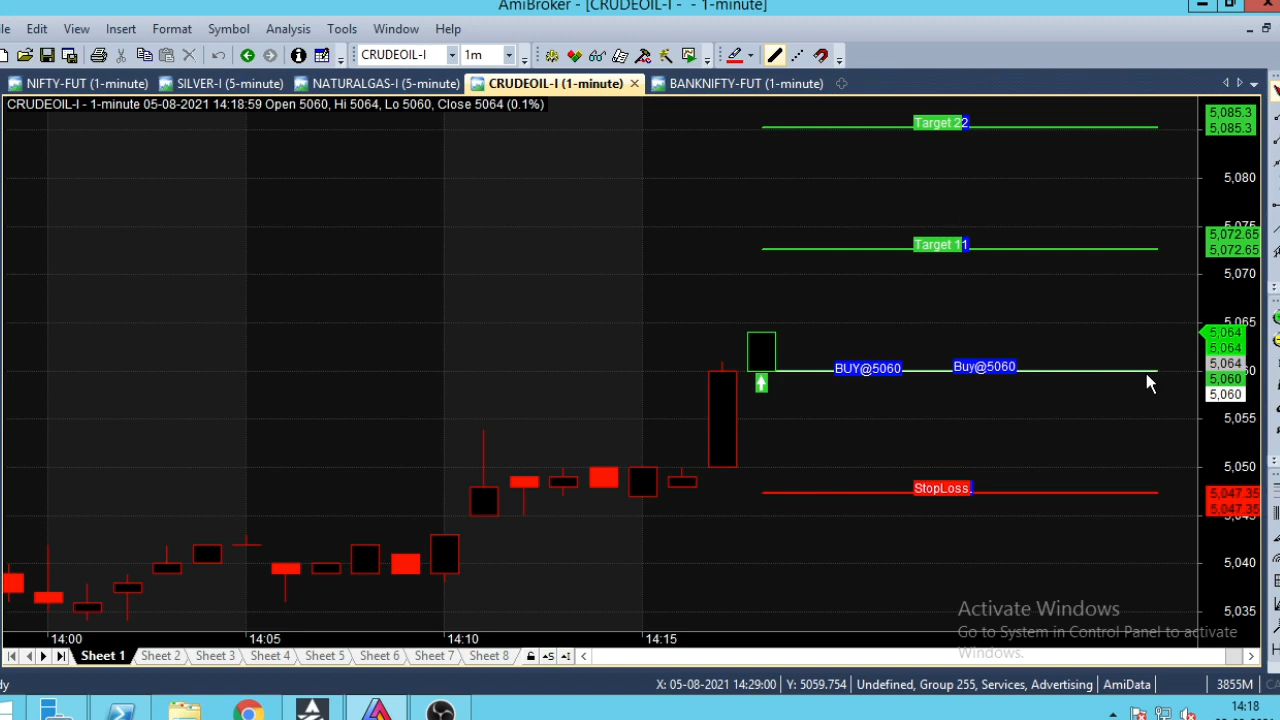 AmiBroker - [CRUDEOIL-I - - 1-minute]
Edit View Insert Format Symbol Analysis Tools Window Help
CRUDEOIL-I 1m
NIFTY-FUT (1-minute) SILVER-I (5-minute) NATURALGAS-I (5-minute) CRUDEOIL-I (1-minute) BANKNIFTY-FUT (1-minute)
CRUDEOIL-I - 1-minute 05-08-2021 14:18:59 Open 5060, Hi 5064, Lo 5060, Close 5064 (0.1%)
5,085.3
Target 22
5,085.3
5,080
5,075
5,072.65
Target 11
5,072.65
5,070
5,065
5,064
5,064
5,064
BUY@5060 Buy@5060
5,060
5,060
5,055
5,050
StopLoss
5,047.35
5,047.35
5,045
5,040
5,035
Activate Windows
Go to System in Control Panel to activate
Windows.
14:00 14:05 14:10 14:15
Sheet 1 Sheet 2 Sheet 3 Sheet 4 Sheet 5 Sheet 6 Sheet 7 Sheet 8
X: 05-08-2021 14:29:00 Y: 5059.754 Undefined, Group 255, Services, Advertising AmiData 3855M
14:18